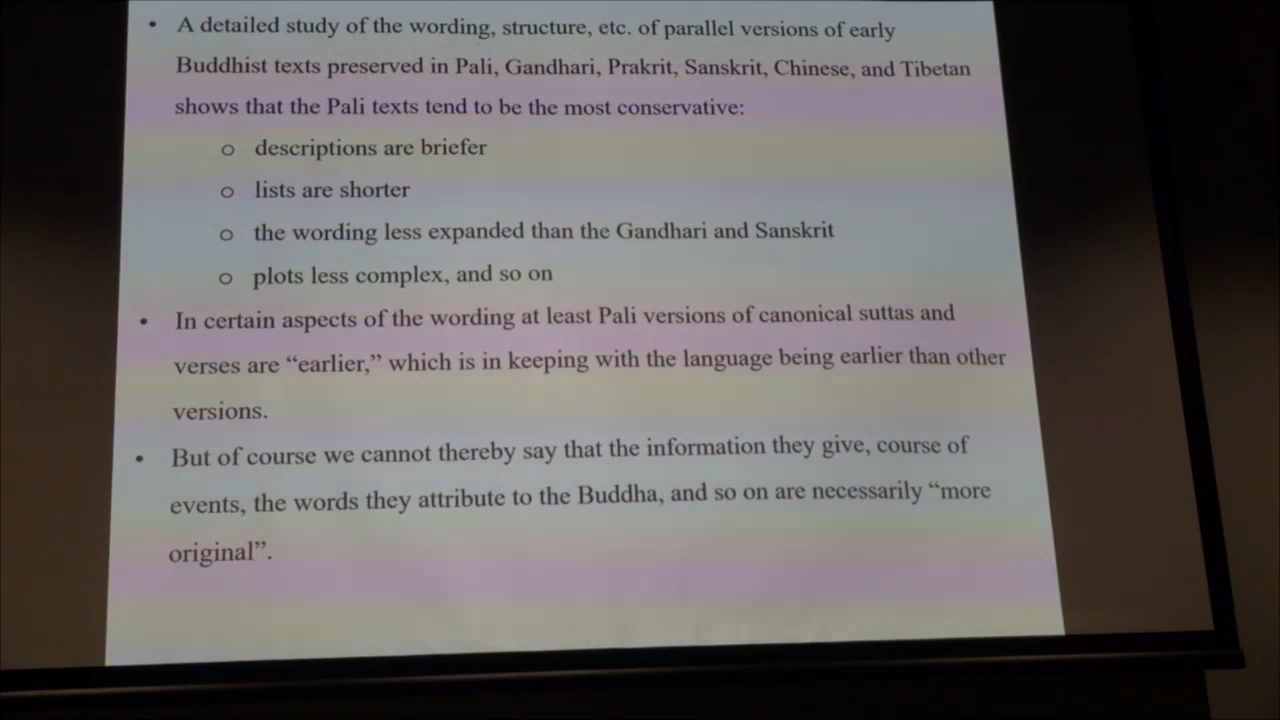 • A detailed study of the wording, structure, etc. of parallel versions of early
Buddhist texts preserved in Pali, Gandhari, Prakrit, Sanskrit, Chinese, and Tibetan
shows that the Pali texts tend to be the most conservative:
o descriptions are briefer
o lists are shorter
o the wording less expanded than the Gandhari and Sanskrit
o plots less complex, and so on
• In certain aspects of the wording at least Pali versions of canonical suttas and
verses are “earlier,” which is in keeping with the language being earlier than other
versions.
• But of course we cannot thereby say that the information they give, course of
events, the words they attribute to the Buddha, and so on are necessarily “more
original”.